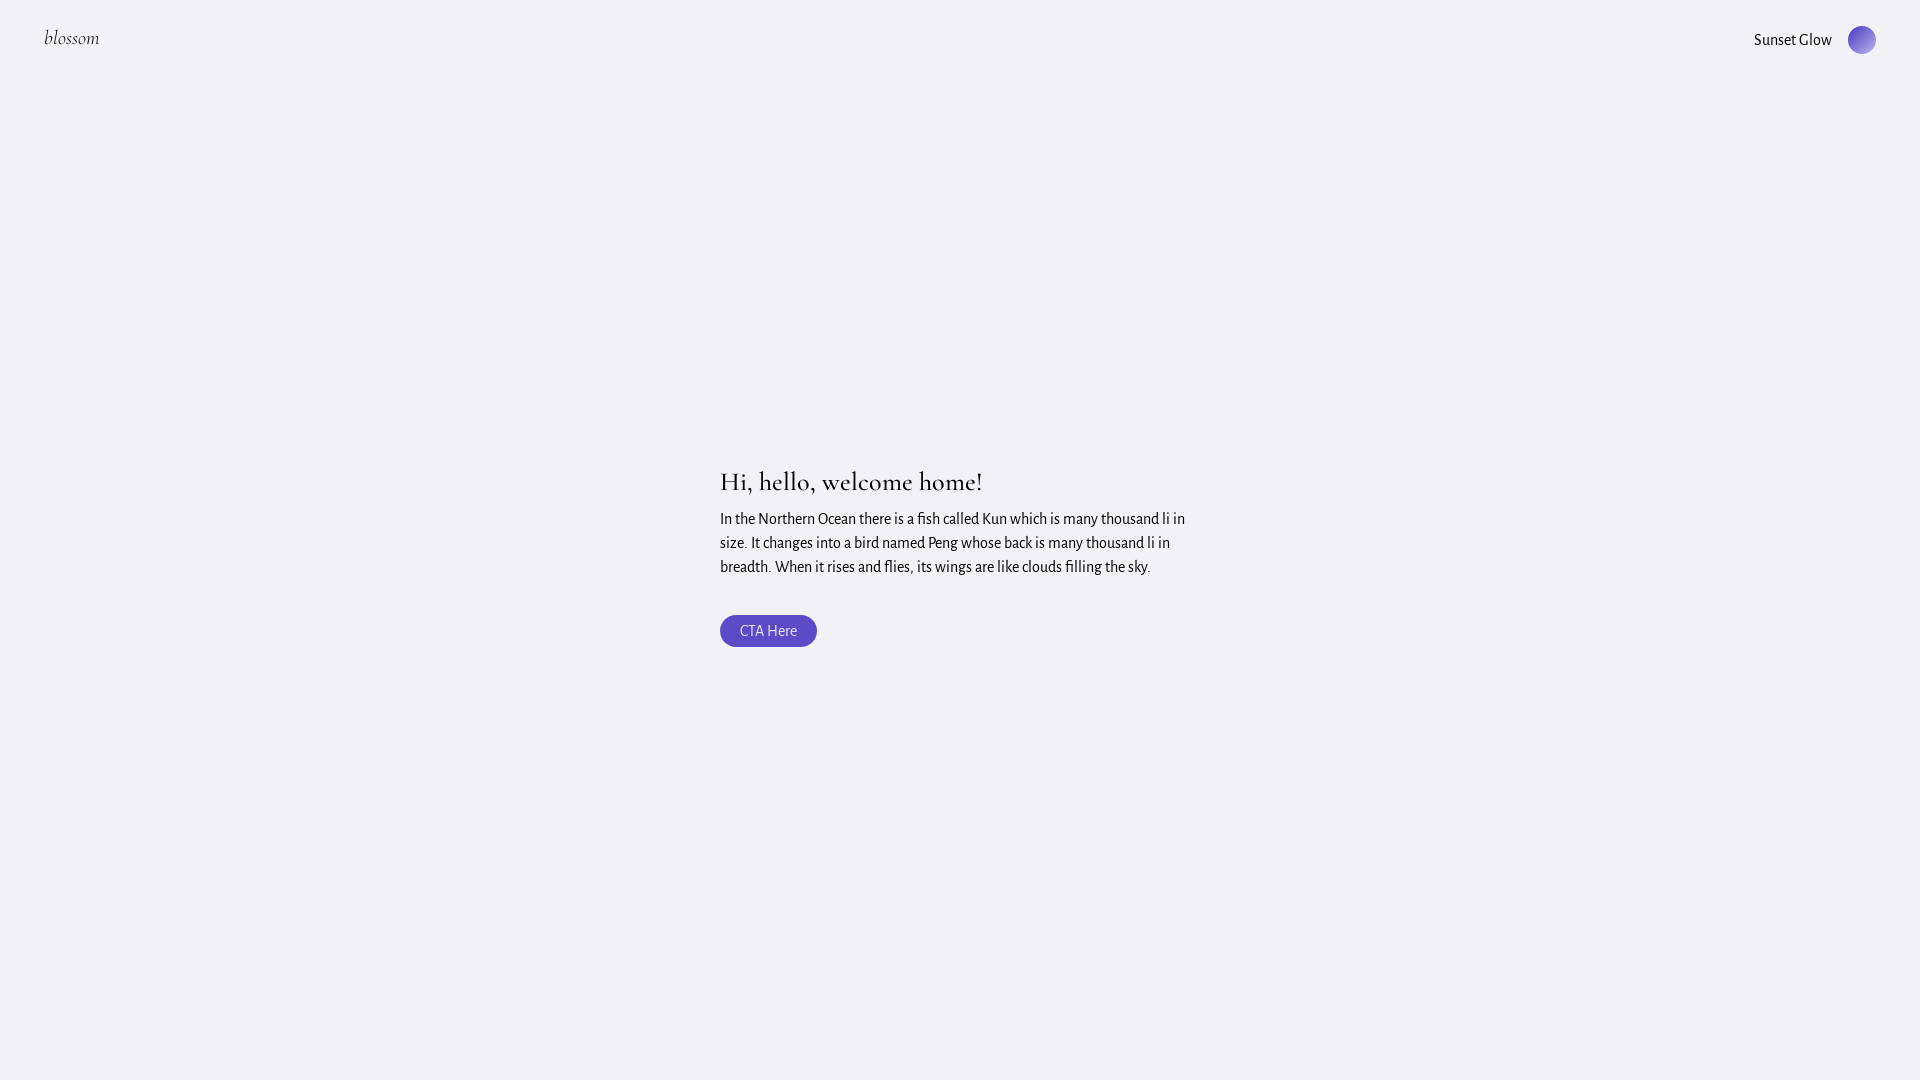 blossom
Sunset Glow
Hi, hello, welcome home!
In the Northern Ocean there is a fish called Kun which is many thousand li in
size. It changes into a bird named Peng whose back is many thousand li in
breadth. When it rises and flies, its wings are like clouds filling the sky.
CTA Here